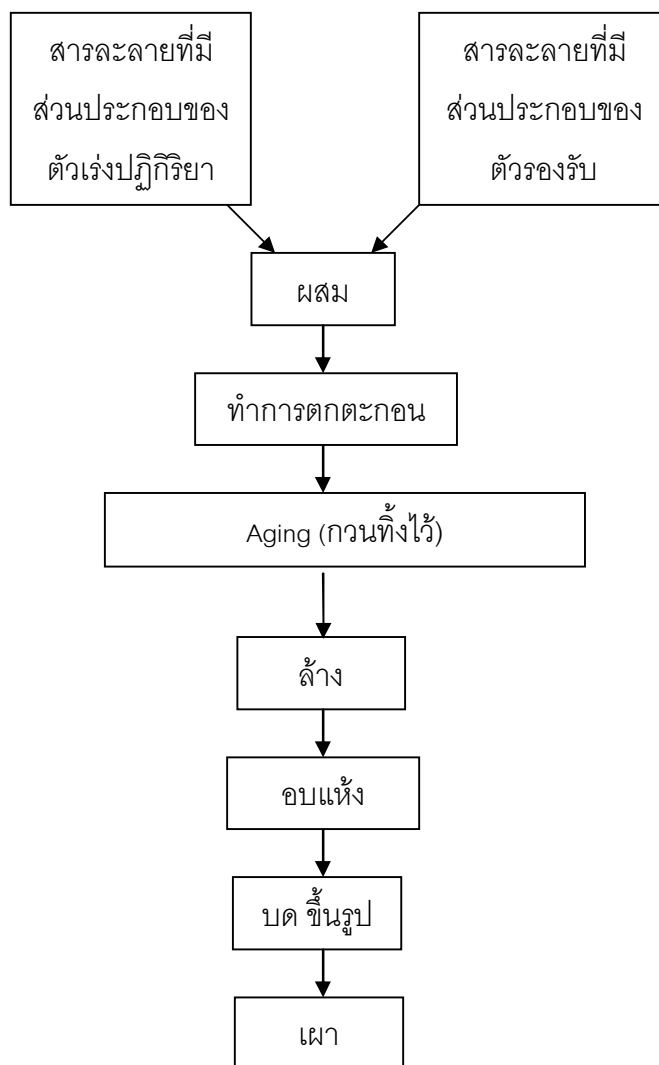 สารละลายที่มี
ส่วนประกอบของ
ตัวเร่งปฏิกิริยา
สารละลายที่มี
ส่วนประกอบของ
ตัวรองรับ
ผสม
ทำการตกตะกอน
Aging (กวนทิ้งไว้)
ล้าง
อบแห้ง
บด ขึ้นรูป
เผา